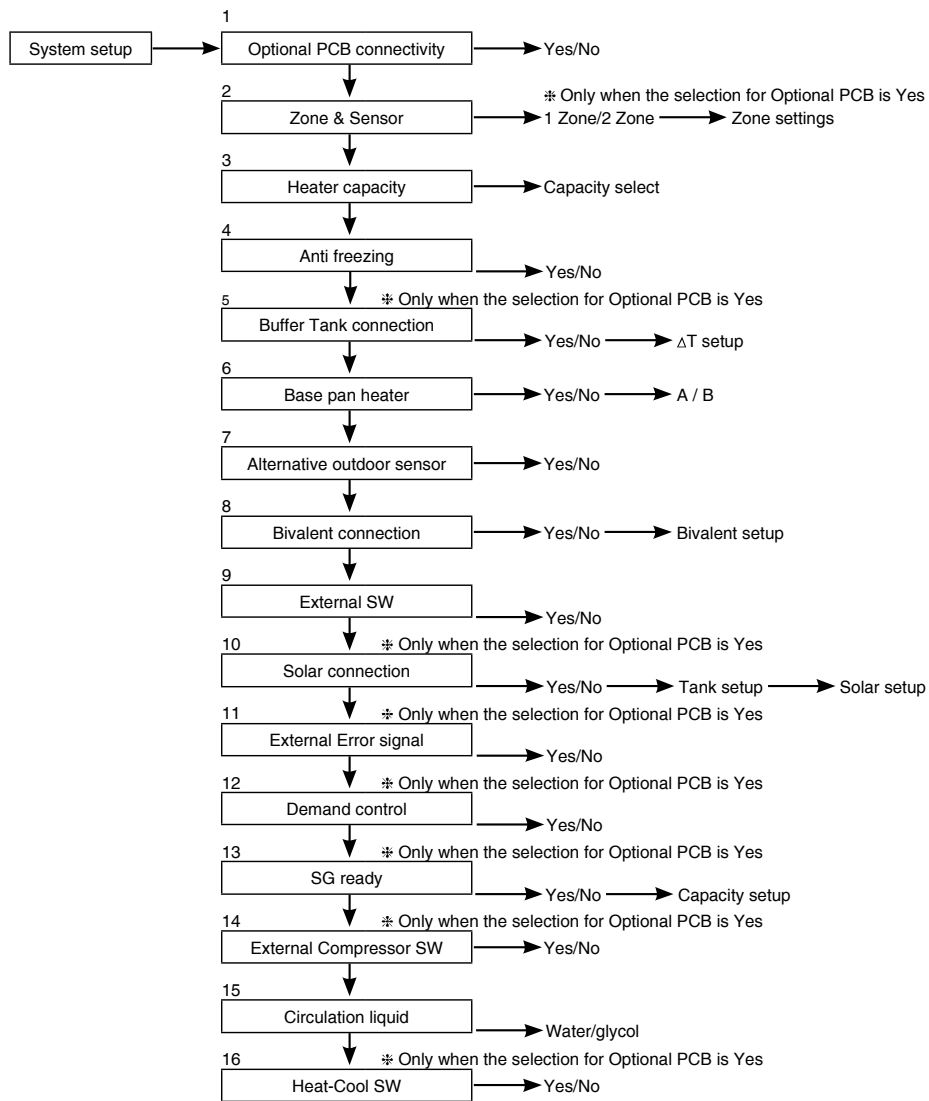 1
System setup
Optional PCB connectivity
Yes/No
2
❈ Only when the selection for Optional PCB is Yes
Zone & Sensor
1 Zone/2 Zone
Zone settings
3
Heater capacity
Capacity select
4
Anti freezing
Yes/No
5
❈ Only when the selection for Optional PCB is Yes
Buffer Tank connection
Yes/No
△T setup
6
Base pan heater
Yes/No
A / B
7
Alternative outdoor sensor
Yes/No
8
Bivalent connection
Yes/No
Bivalent setup
9
External SW
Yes/No
10
❈ Only when the selection for Optional PCB is Yes
Solar connection
Yes/No
Tank setup
Solar setup
11
❈ Only when the selection for Optional PCB is Yes
External Error signal
Yes/No
12
❈ Only when the selection for Optional PCB is Yes
Demand control
Yes/No
13
❈ Only when the selection for Optional PCB is Yes
SG ready
Yes/No
Capacity setup
14
❈ Only when the selection for Optional PCB is Yes
External Compressor SW
Yes/No
15
Circulation liquid
Water/glycol
16
❈ Only when the selection for Optional PCB is Yes
Heat-Cool SW
Yes/No